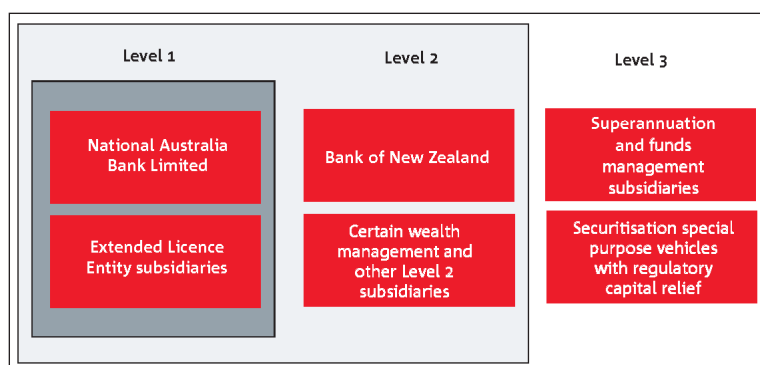 Level 1
National Australia
Bank Limited
Extended Licence
Entity subsidiaries
Level 2
Bank of New Zealand
Certain wealth
management and
other Level 2
subsidiaries
Level 3
Superannuation
and funds
management
subsidiaries
Securitisation special
purpose vehicles
with regulatory
capital relief